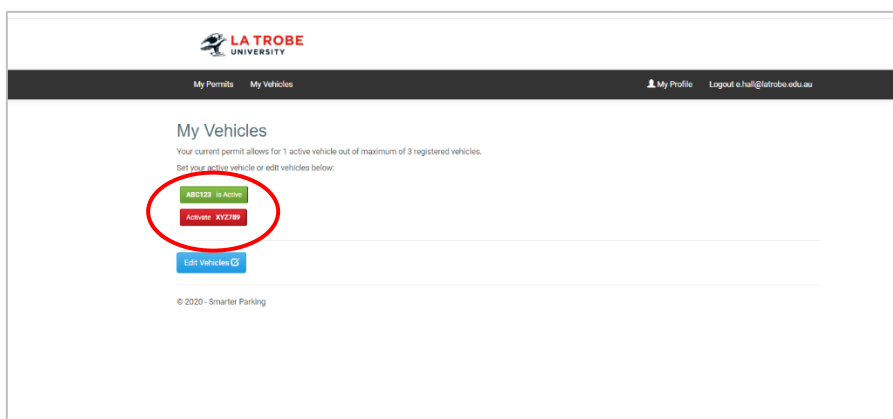 LA TROBE
UNIVERSITY
My Permits My Vehicles My Profile Logout e.hall@latrobe.edu.au
My Vehicles
Your current permit allows for 1 active vehicle out of maximum of 3 registered vehicles.
Set your active vehicle or edit vehicles below:
ABC123 Is Active
Activate XYZ789
Edit Vehicles
© 2020 - Smarter Parking